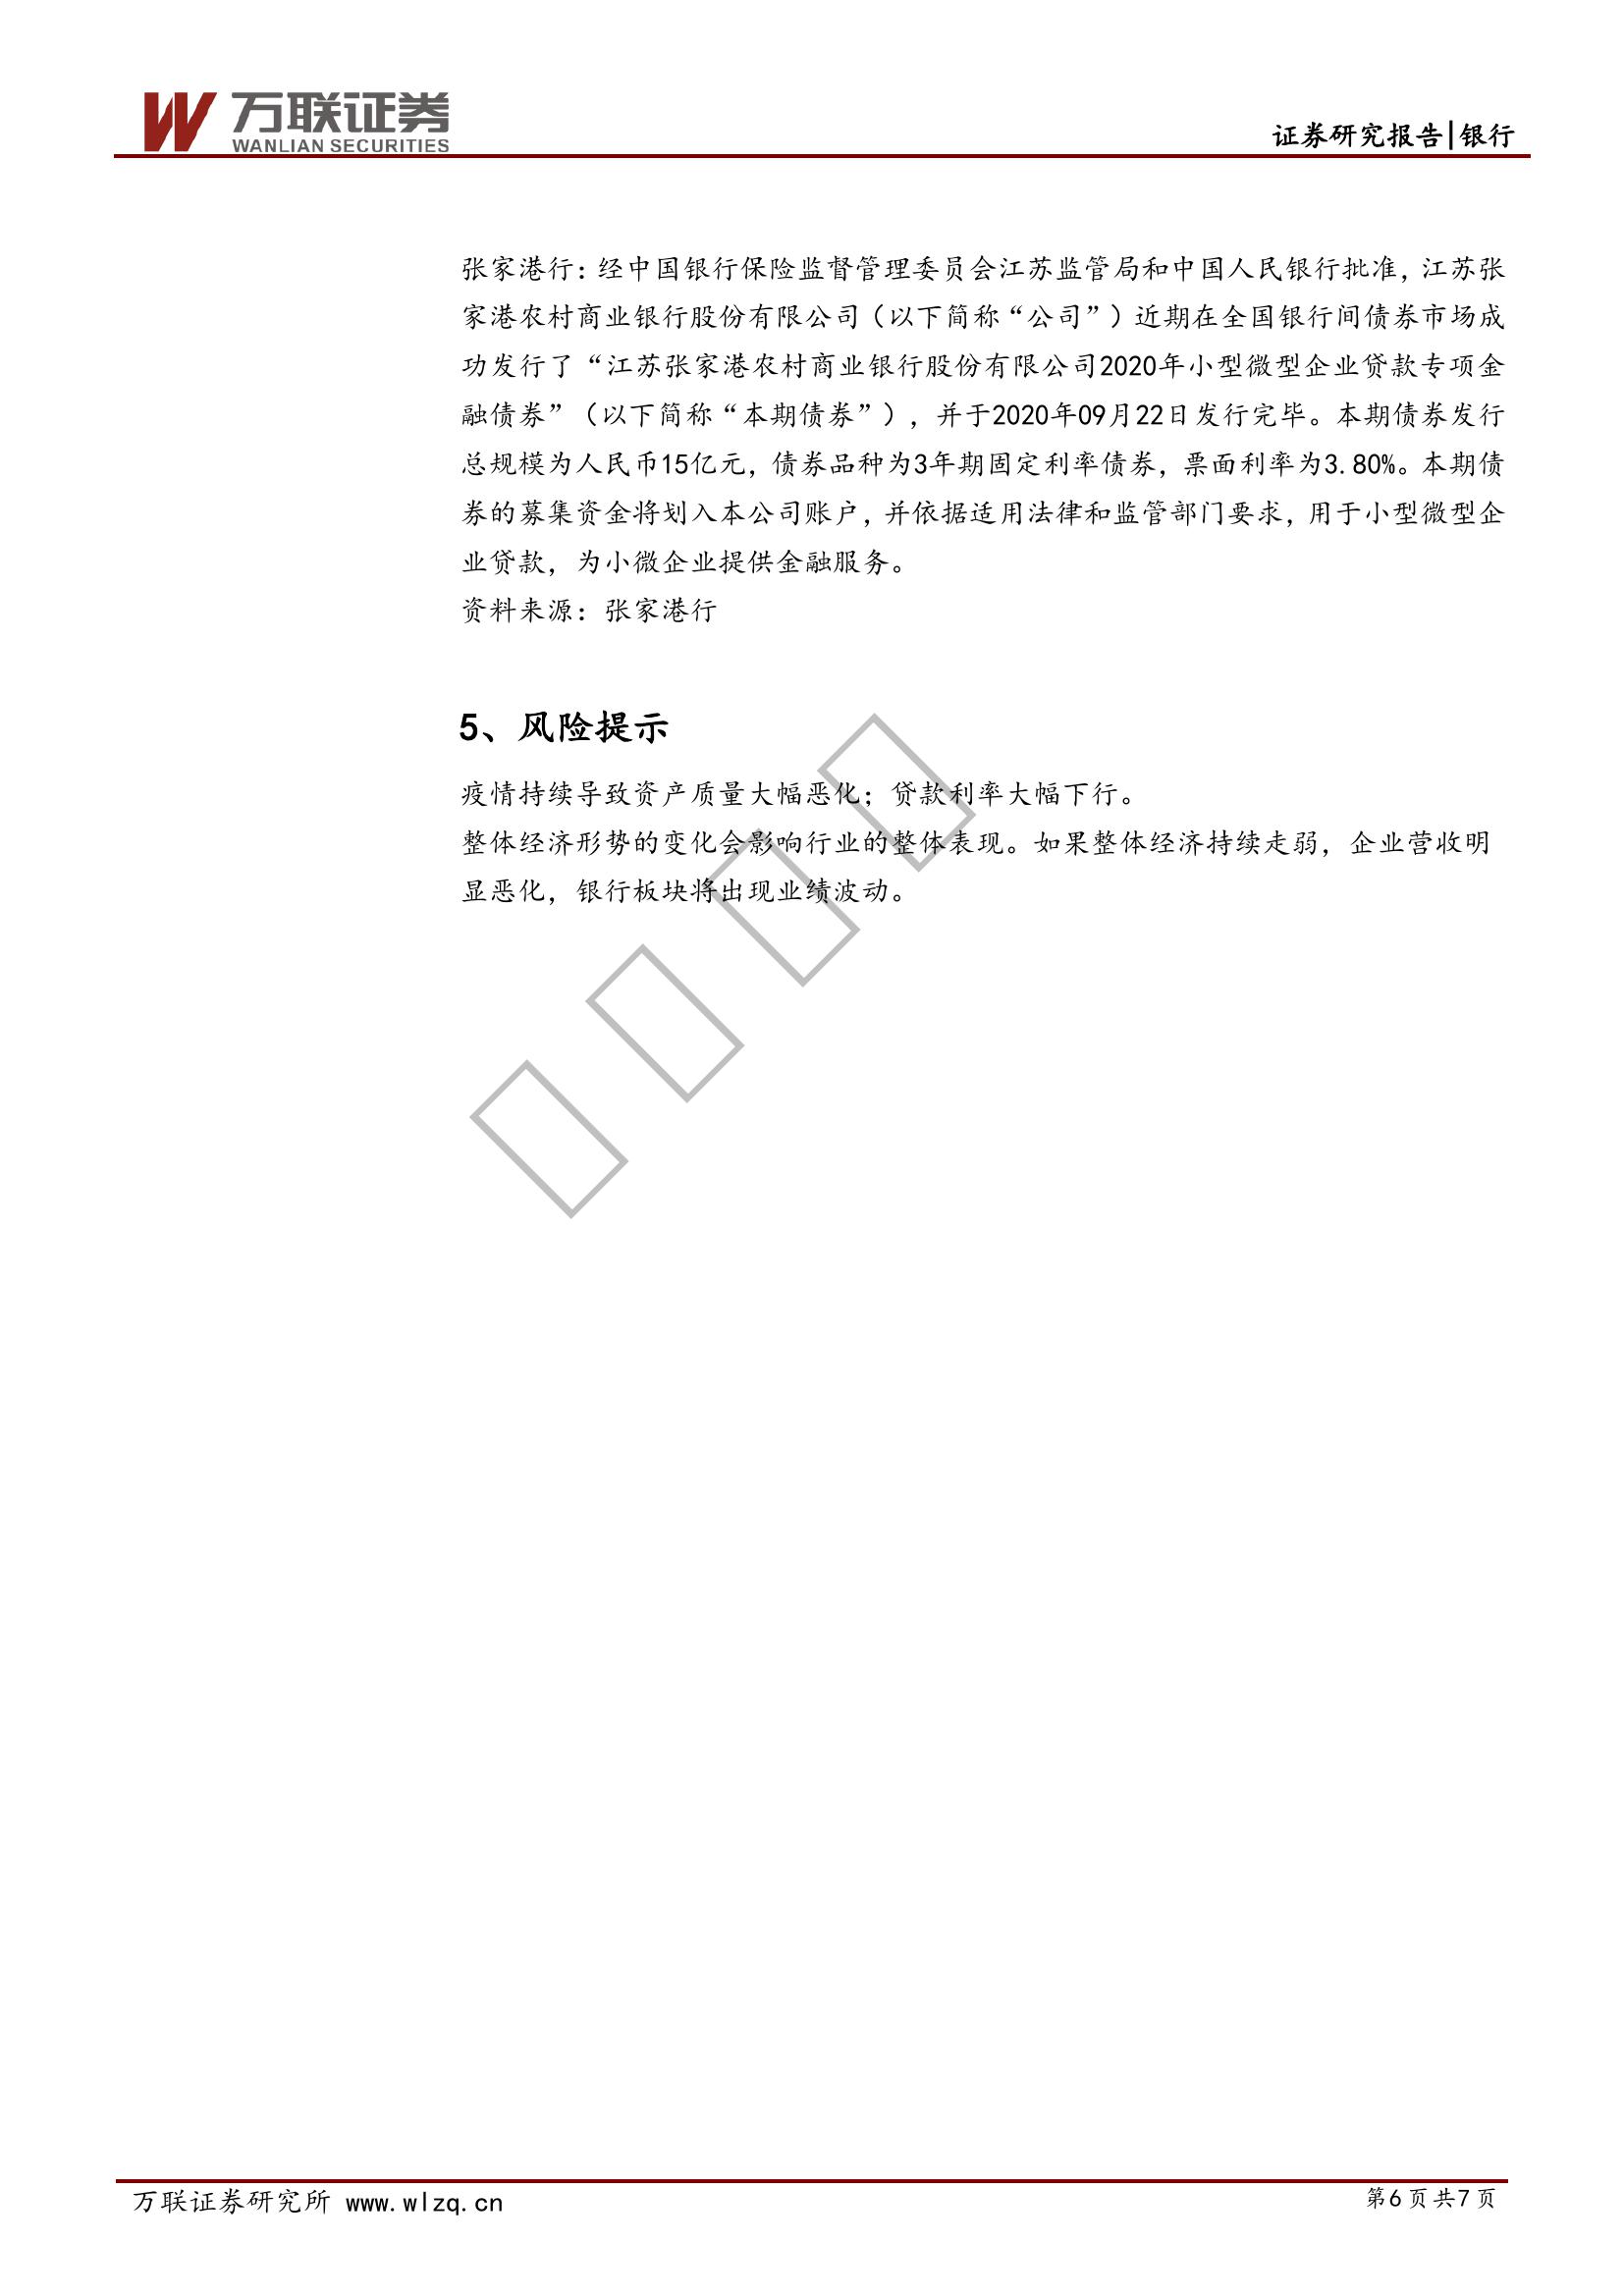 万联证券
WANLIAN SECURITIES
证券研究报告|银行
张家港行：经中国银行保险监督管理委员会江苏监管局和中国人民银行批准，江苏张
家港农村商业银行股份有限公司（以下简称“公司”）近期在全国银行间债券市场成
功发行了“江苏张家港农村商业银行股份有限公司2020年小型微型企业贷款专项金
融债券”（以下简称“本期债券”），并于2020年09月22日发行完毕。本期债券发行
总规模为人民币15亿元，债券品种为3年期固定利率债券，票面利率为3.80%。本期债
券的募集资金将划入本公司账户，并依据适用法律和监管部门要求，用于小型微型企
业贷款，为小微企业提供金融服务。
资料来源：张家港行
5、风险提示
疫情持续导致资产质量大幅恶化；贷款利率大幅下行。
整体经济形势的变化会影响行业的整体表现。如果整体经济持续走弱，企业营收明
显恶化，银行板块将出现业绩波动。
万联证券研究所 www.wlzq.cn
第6页共7页